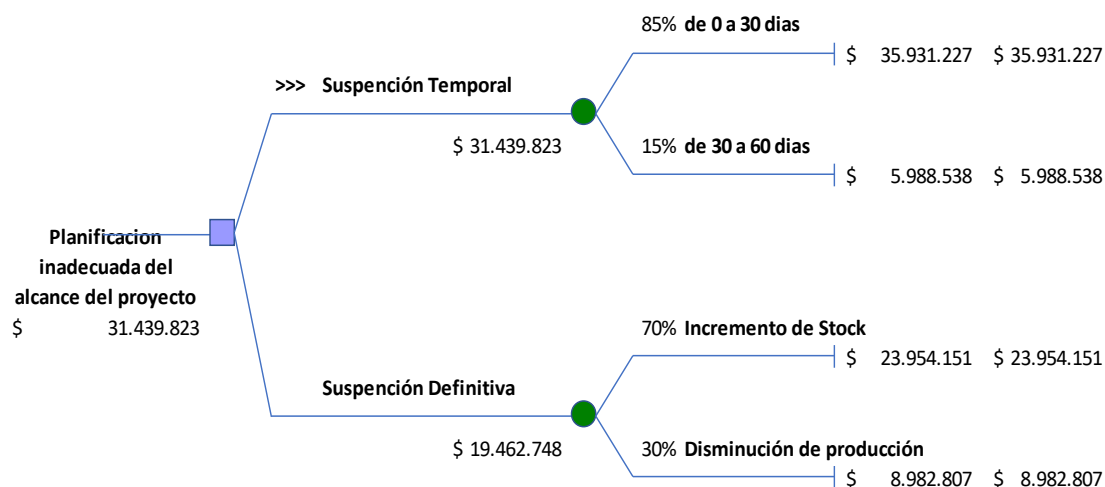 85% de 0 a 30 dias
$ 35.931.227 $ 35.931.227
>>> Suspención Temporal
$ 31.439.823
15% de 30 a 60 dias
$ 5.988.538 $ 5.988.538
Planificacion
inadecuada del
alcance del proyecto
$ 31.439.823
70% Incremento de Stock
$ 23.954.151 $ 23.954.151
Suspención Definitiva
$ 19.462.748
30% Disminución de producción
$ 8.982.807 $ 8.982.807